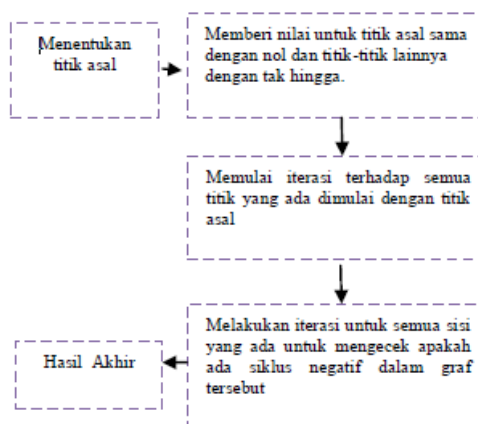 Menentukan
titik asal
Memberi nilai untuk titik asal sama
dengan nol dan titik-titik lainnya
dengan tak hingga.
Memulai iterasi terhadap semua
titik yang ada dimulai dengan titik
asal
Melakukan iterasi untuk semua sisi
yang ada untuk mengecek apakah
ada siklus negatif dalam graf
tersebut
Hasil Akhir